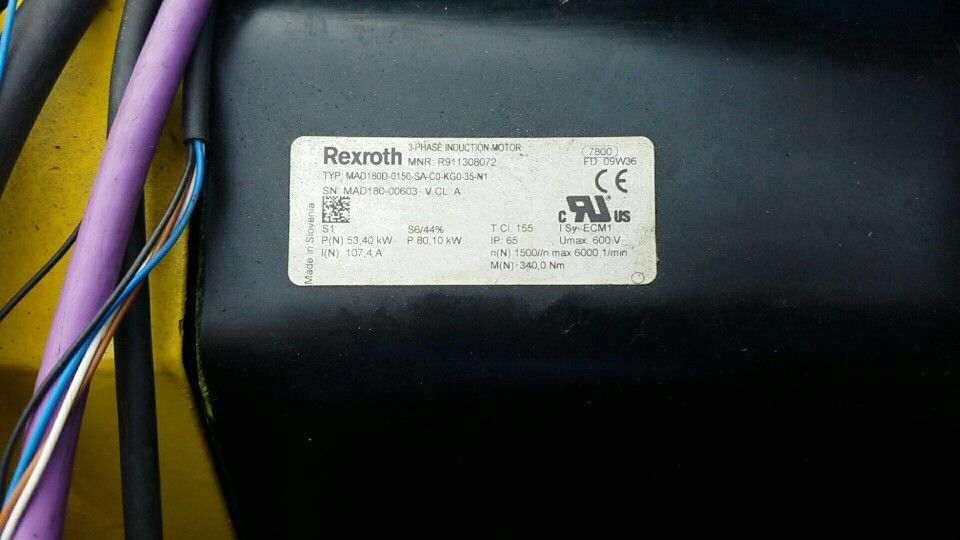 3-PHASE INDUCTION MOTOR
Rexroth MNR: R911308072
7800
FD: 09W36
TYP: MAD180D-0150-SA-C0-KG0-35-N1
SN: MAD180-00603 V.CL. A
CE
C RU US
Made in Slovenia
S1 S6/44% T.Cl. 155 I.Sy. ECM1
P(N) 53,40 kW P 80,10 kW IP: 65 Umax. 600 V
I(N) 107,4 A n(N) 1500//n max 6000 1/min
M(N) 340,0 Nm